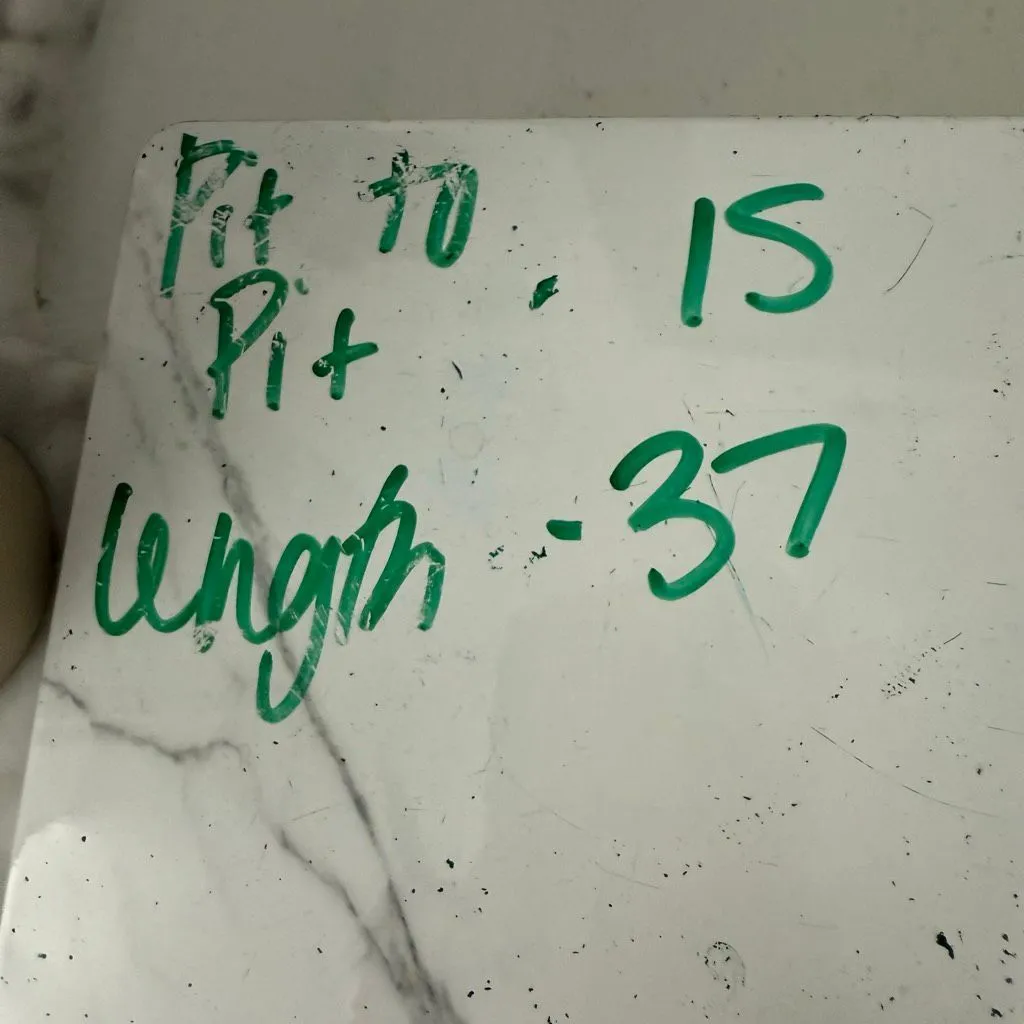 Pit to
Pit - 15
length - 37